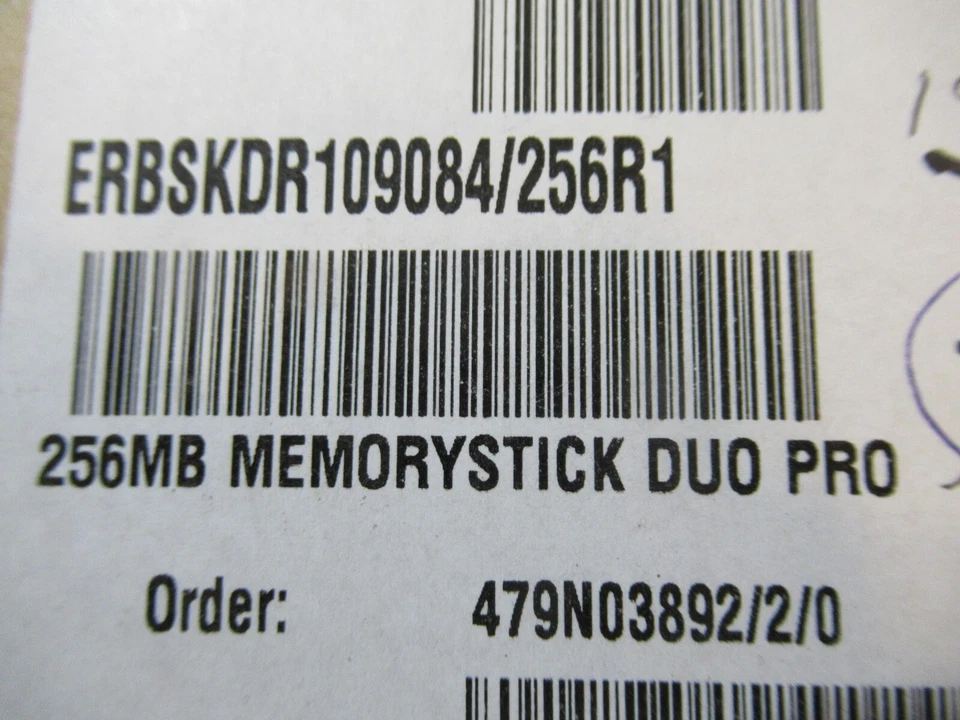 ERBSKDR109084/256R1
256MB MEMORYSTICK DUO PRO
Order: 479N03892/2/0